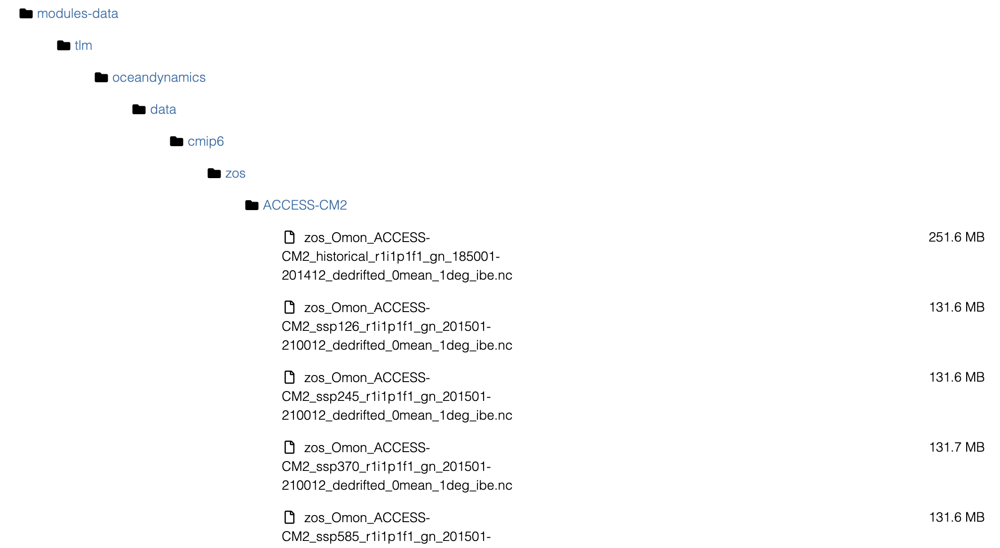 modules-data
tlm
oceandynamics
data
cmip6
zos
ACCESS-CM2
zos_Omon_ACCESS- 251.6 MB
CM2_historical_r1i1p1f1_gn_185001-
201412_dedrifted_0mean_1deg_ibe.nc
zos_Omon_ACCESS- 131.6 MB
CM2_ssp126_r1i1p1f1_gn_201501-
210012_dedrifted_0mean_1deg_ibe.nc
zos_Omon_ACCESS- 131.6 MB
CM2_ssp245_r1i1p1f1_gn_201501-
210012_dedrifted_0mean_1deg_ibe.nc
zos_Omon_ACCESS- 131.7 MB
CM2_ssp370_r1i1p1f1_gn_201501-
210012_dedrifted_0mean_1deg_ibe.nc
zos_Omon_ACCESS- 131.6 MB
CM2_ssp585_r1i1p1f1_gn_201501-